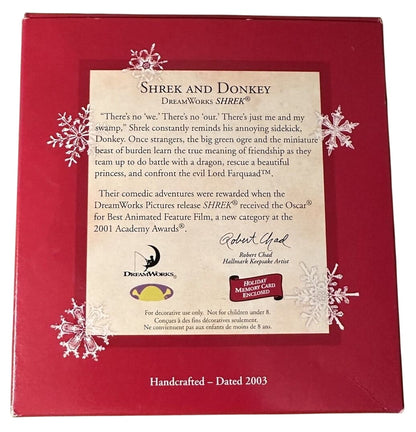 SHREK AND DONKEY
DREAMWORKS SHREK®
"There's no 'we.' There's no 'our.' There's just me and my
swamp," Shrek constantly reminds his annoying sidekick,
Donkey. Once strangers, the big green ogre and the miniature
beast of burden learn the true meaning of friendship as they
team up to do battle with a dragon, rescue a beautiful
princess, and confront the evil Lord Farquaad™.
Their comedic adventures were rewarded when the
DreamWorks Pictures release SHREK® received the Oscar®
for Best Animated Feature Film, a new category at the
2001 Academy Awards®.
Robert Chad
Robert Chad
Hallmark Keepsake Artist
DREAMWORKS®
HOLIDAY
MEMORY CARD
ENCLOSED
For decorative use only. Not for children under 8.
Conçues à des fins décoratives seulement.
Ne conviennent pas aux enfants de moins de 8 ans.
Handcrafted – Dated 2003